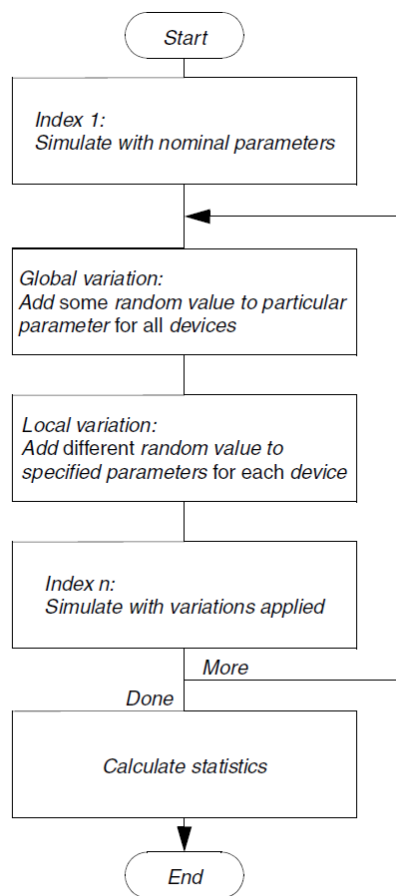 Start
Index 1:
Simulate with nominal parameters
Global variation:
Add some random value to particular
parameter for all devices
Local variation:
Add different random value to
specified parameters for each device
Index n:
Simulate with variations applied
More
Done
Calculate statistics
End